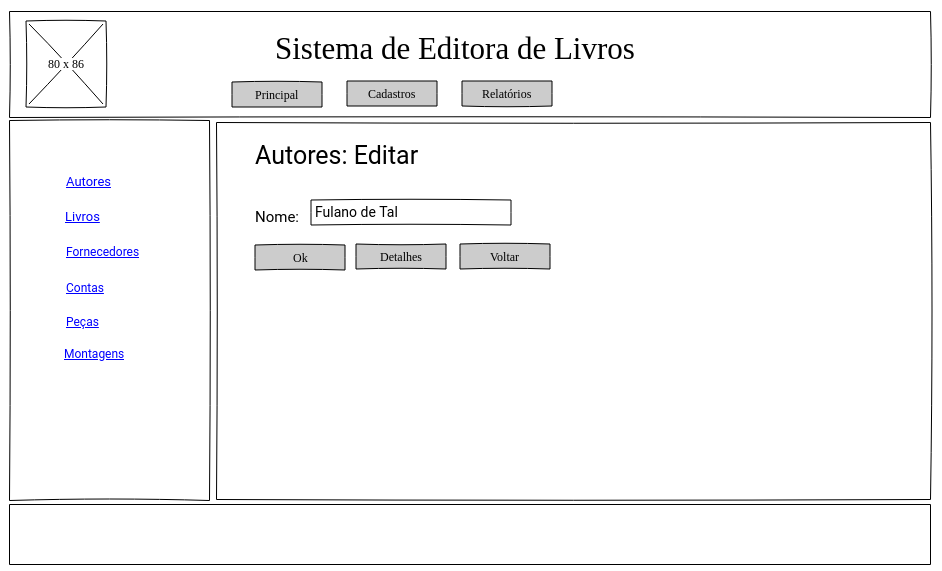 Sistema de Editora de Livros
80 x 86
Principal Cadastros Relatórios
Autores
Livros
Fornecedores
Contas
Peças
Montagens
Autores: Editar
Nome: Fulano de Tal
Ok Detalhes Voltar